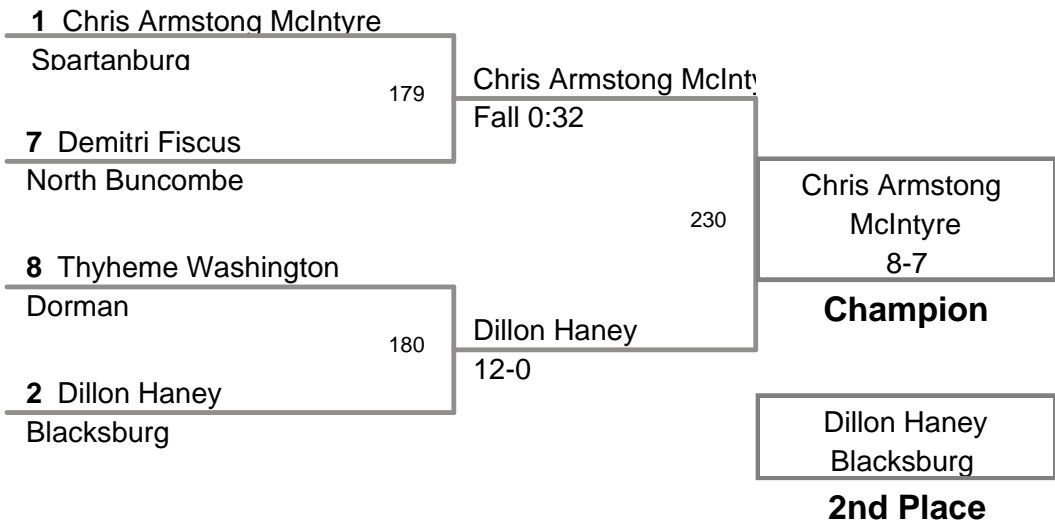 1 Chris Armstong McIntyre
Spartanburg
179
7 Demitri Fiscus
North Buncombe
8 Thyheme Washington
Dorman
180
2 Dillon Haney
Blacksburg
Chris Armstong McInty
Fall 0:32
230
Dillon Haney
12-0
Chris Armstong
McIntyre
8-7
Champion
Dillon Haney
Blacksburg
2nd Place